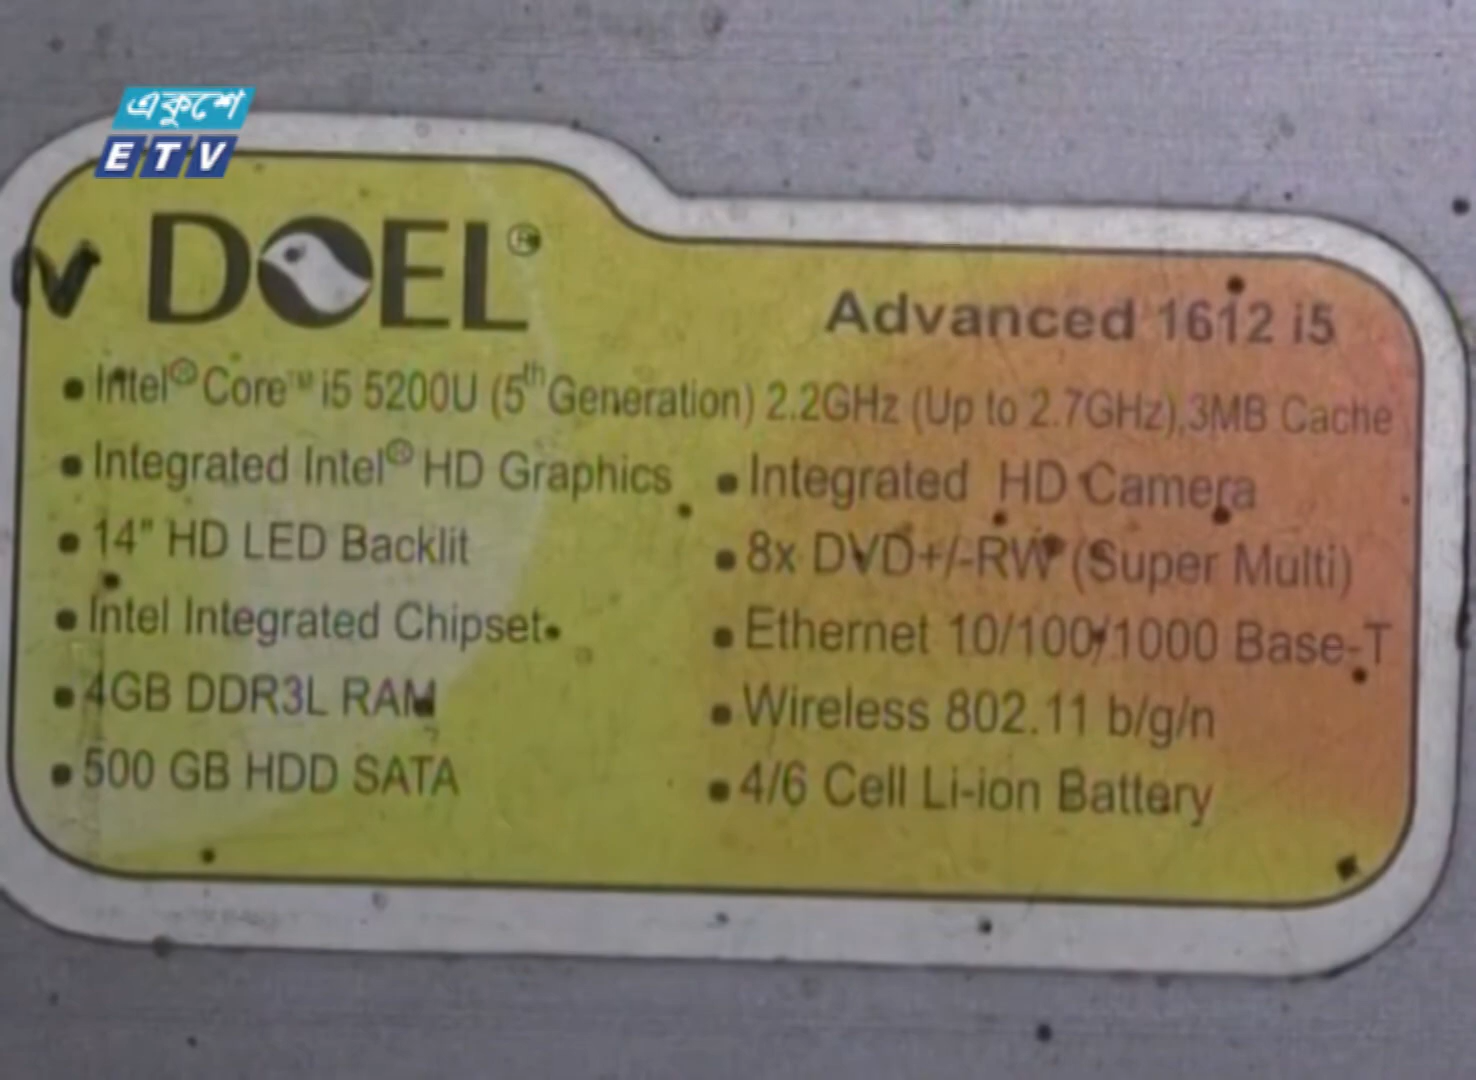 একুশে
ETV
DOEL®
Advanced 1612 i5
• Intel® Core™ i5 5200U (5th Generation) 2.2GHz (Up to 2.7GHz),3MB Cache
• Integrated Intel® HD Graphics
• 14" HD LED Backlit
• Intel Integrated Chipset
• 4GB DDR3L RAM
• 500 GB HDD SATA
• Integrated HD Camera
• 8x DVD+/-RW (Super Multi)
• Ethernet 10/100/1000 Base-T
• Wireless 802.11 b/g/n
• 4/6 Cell Li-ion Battery